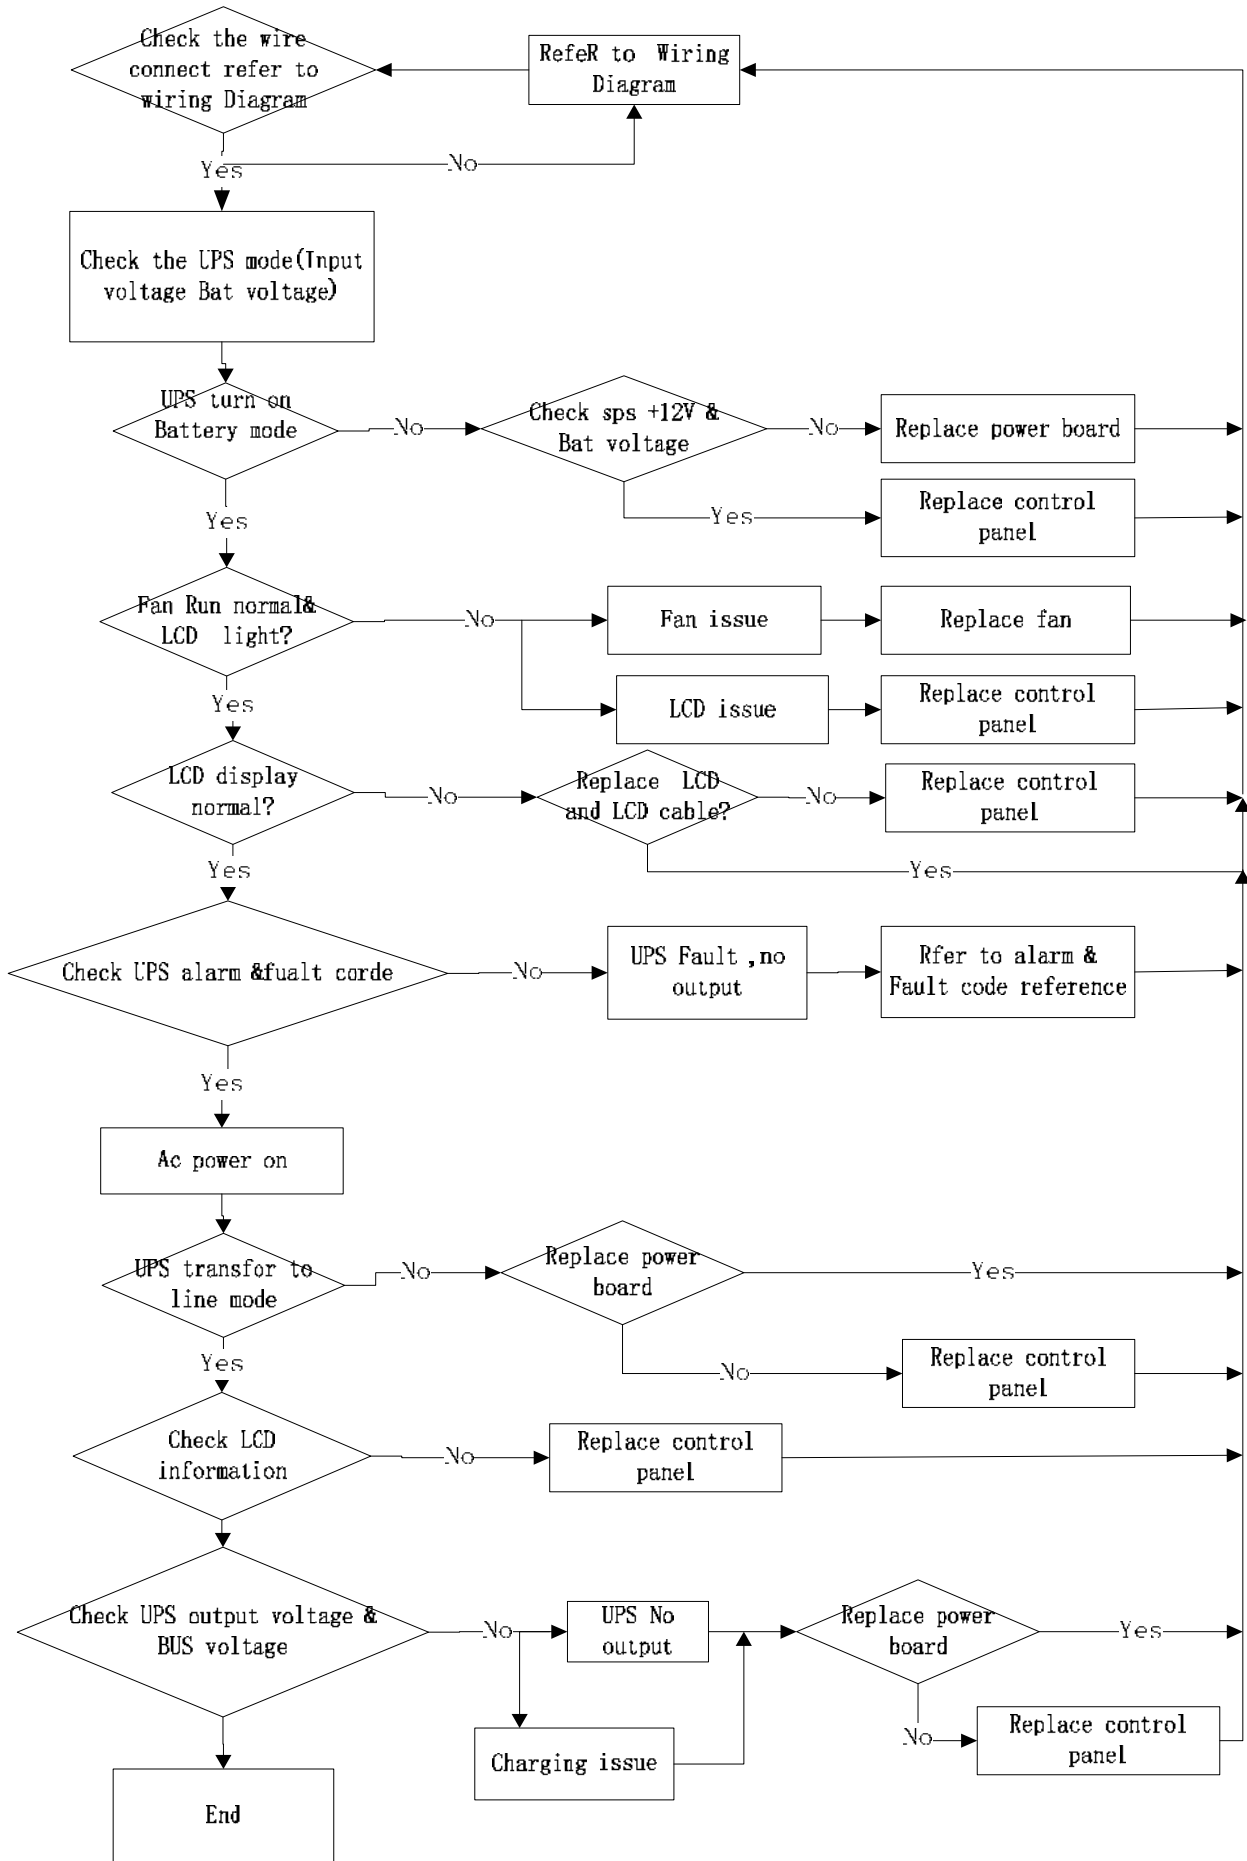 Check the wire
connect refer to
wiring Diagram
RefeR to Wiring
Diagram
Yes
No
Check the UPS mode(Input
voltage Bat voltage)
UPS turn on
Battery mode
No
Check sps +12V &
Bat voltage
No
Replace power board
Yes
Replace control
panel
Yes
Fan Run normal&
LCD light?
No
Fan issue
Replace fan
LCD issue
Replace control
panel
Yes
LCD display
normal?
No
Replace LCD
and LCD cable?
No
Replace control
panel
Yes
Yes
Check UPS alarm &fualt corde
No
UPS Fault ,no
output
Rfer to alarm &
Fault code reference
Yes
Ac power on
UPS transfor to
line mode
No
Replace power
board
Yes
No
Replace control
panel
Yes
Check LCD
information
No
Replace control
panel
Check UPS output voltage &
BUS voltage
No
UPS No
output
Replace power
board
Yes
No
Replace control
panel
Charging issue
End